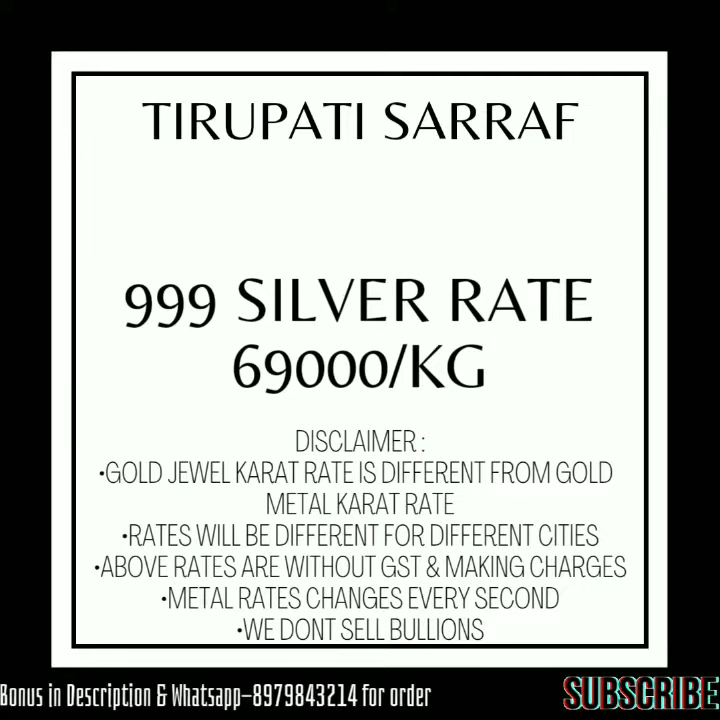 TIRUPATI SARRAF
999 SILVER RATE
69000/KG
DISCLAIMER :
•GOLD JEWEL KARAT RATE IS DIFFERENT FROM GOLD
METAL KARAT RATE
•RATES WILL BE DIFFERENT FOR DIFFERENT CITIES
•ABOVE RATES ARE WITHOUT GST & MAKING CHARGES
•METAL RATES CHANGES EVERY SECOND
•WE DONT SELL BULLIONS
Bonus in Description & Whatsapp-8979843214 for order
SUBSCRIBE